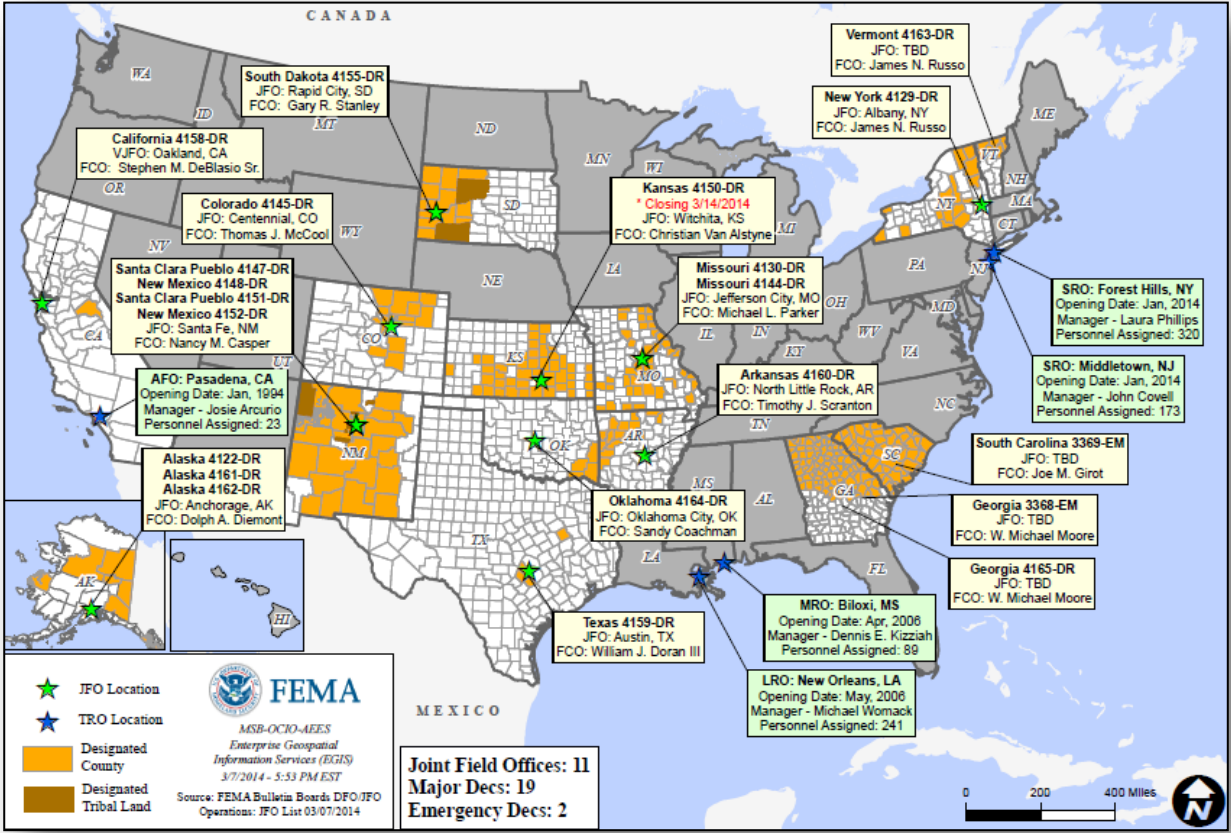 CANADA
Vermont 4163-DR
JFO: TBD
FCO: James N. Russo
New York 4129-DR
JFO: Albany, NY
FCO: James N. Russo
South Dakota 4155-DR
JFO: Rapid City, SD
FCO: Gary R. Stanley
California 4158-DR
VJFO: Oakland, CA
FCO: Stephen M. DeBlasio Sr.
Colorado 4145-DR
JFO: Centennial, CO
FCO: Thomas J. McCool
Kansas 4150-DR
* Closing 3/14/2014
JFO: Witchita, KS
FCO: Christian Van Alstyne
Santa Clara Pueblo 4147-DR
New Mexico 4148-DR
Santa Clara Pueblo 4151-DR
New Mexico 4152-DR
JFO: Santa Fe, NM
FCO: Nancy M. Casper
Missouri 4130-DR
Missouri 4144-DR
JFO: Jefferson City, MO
FCO: Michael L. Parker
SRO: Forest Hills, NY
Opening Date: Jan, 2014
Manager - Laura Phillips
Personnel Assigned: 320
AFO: Pasadena, CA
Opening Date: Jan, 1994
Manager - Josie Arcurio
Personnel Assigned: 23
Arkansas 4160-DR
JFO: North Little Rock, AR
FCO: Timothy J. Scranton
SRO: Middletown, NJ
Opening Date: Jan, 2014
Manager - John Covell
Personnel Assigned: 173
Alaska 4122-DR
Alaska 4161-DR
Alaska 4162-DR
JFO: Anchorage, AK
FCO: Dolph A. Diemont
South Carolina 3369-EM
JFO: TBD
FCO: Joe M. Girot
Oklahoma 4164-DR
JFO: Oklahoma City, OK
FCO: Sandy Coachman
Georgia 3368-EM
JFO: TBD
FCO: W. Michael Moore
Georgia 4165-DR
JFO: TBD
FCO: W. Michael Moore
Texas 4159-DR
JFO: Austin, TX
FCO: William J. Doran III
MRO: Biloxi, MS
Opening Date: Apr, 2006
Manager - Dennis E. Kizziah
Personnel Assigned: 89
LRO: New Orleans, LA
Opening Date: May, 2006
Manager - Michael Womack
Personnel Assigned: 241
WA
ID
MT
ND
MN
WI
MI
ME
VT
NH
MA
CT
NY
OR
WY
SD
NV
NE
IA
IL
IN
OH
PA
NJ
MD
WV
VA
KY
CA
UT
CO
KS
MO
NC
TN
NM
OK
AR
SC
MS
AL
GA
TX
LA
FL
AK
HI
MEXICO
JFO Location
TRO Location
Designated
County
Designated
Tribal Land
FEMA
MSB-OCIO-AEES
Enterprise Geospatial
Information Services (EGIS)
3/7/2014 - 5:53 PM EST
Source: FEMA Bulletin Boards DFO/JFO
Operations: JFO List 03/07/2014
Joint Field Offices: 11
Major Decs: 19
Emergency Decs: 2
0 200 400 Miles
N